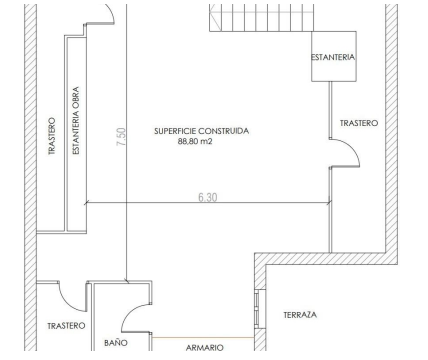 ESTANTERIA
TRASTERO
ESTANTERIA OBRA
7.50
SUPERFICIE CONSTRUIDA
88,80 m2
TRASTERO
6.30
TRASTERO
BAÑO
ARMARIO
TERRAZA